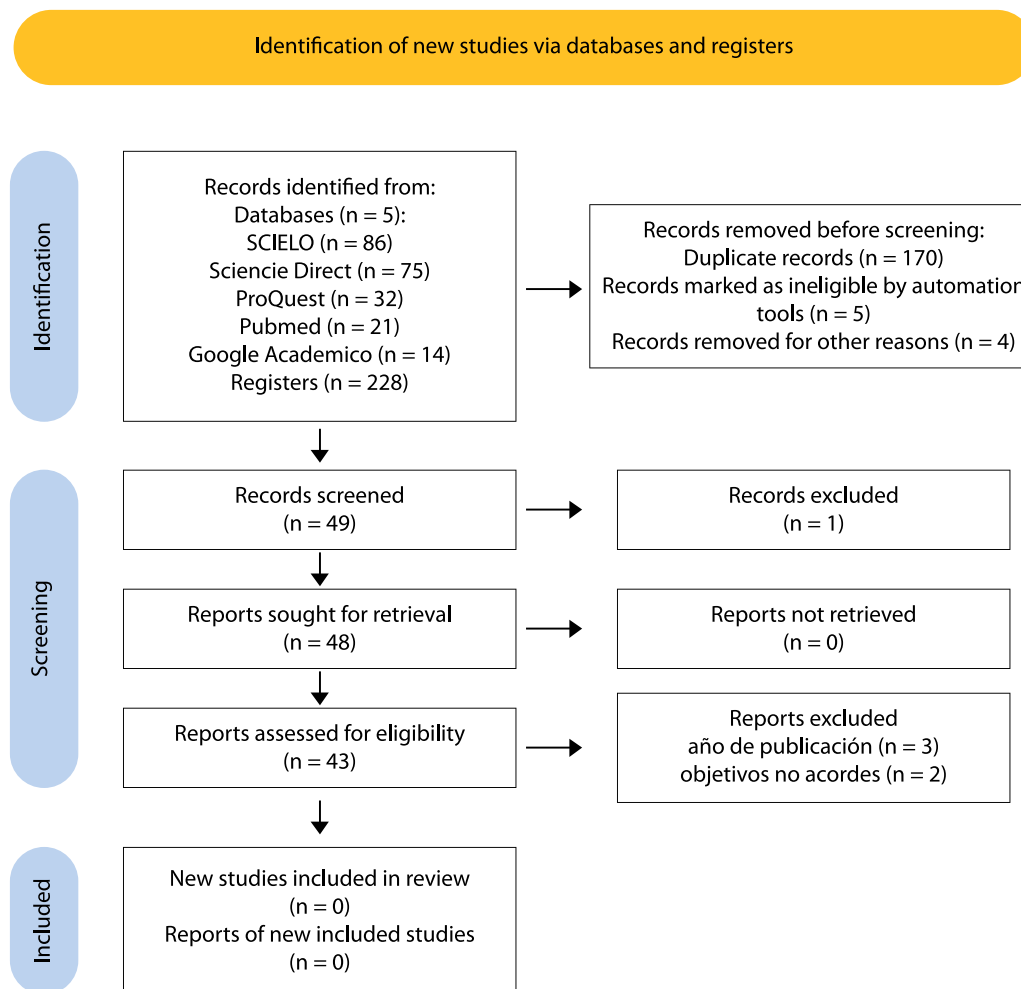 Identification of new studies via databases and registers
Identification
Records identified from:
Databases (n = 5):
SCIELO (n = 86)
Sciencie Direct (n = 75)
ProQuest (n = 32)
Pubmed (n = 21)
Google Academico (n = 14)
Registers (n = 228)
Records removed before screening:
Duplicate records (n = 170)
Records marked as ineligible by automation
tools (n = 5)
Records removed for other reasons (n = 4)
Screening
Records screened
(n = 49)
Records excluded
(n = 1)
Reports sought for retrieval
(n = 48)
Reports not retrieved
(n = 0)
Reports assessed for eligibility
(n = 43)
Reports excluded
año de publicación (n = 3)
objetivos no acordes (n = 2)
Included
New studies included in review
(n = 0)
Reports of new included studies
(n = 0)